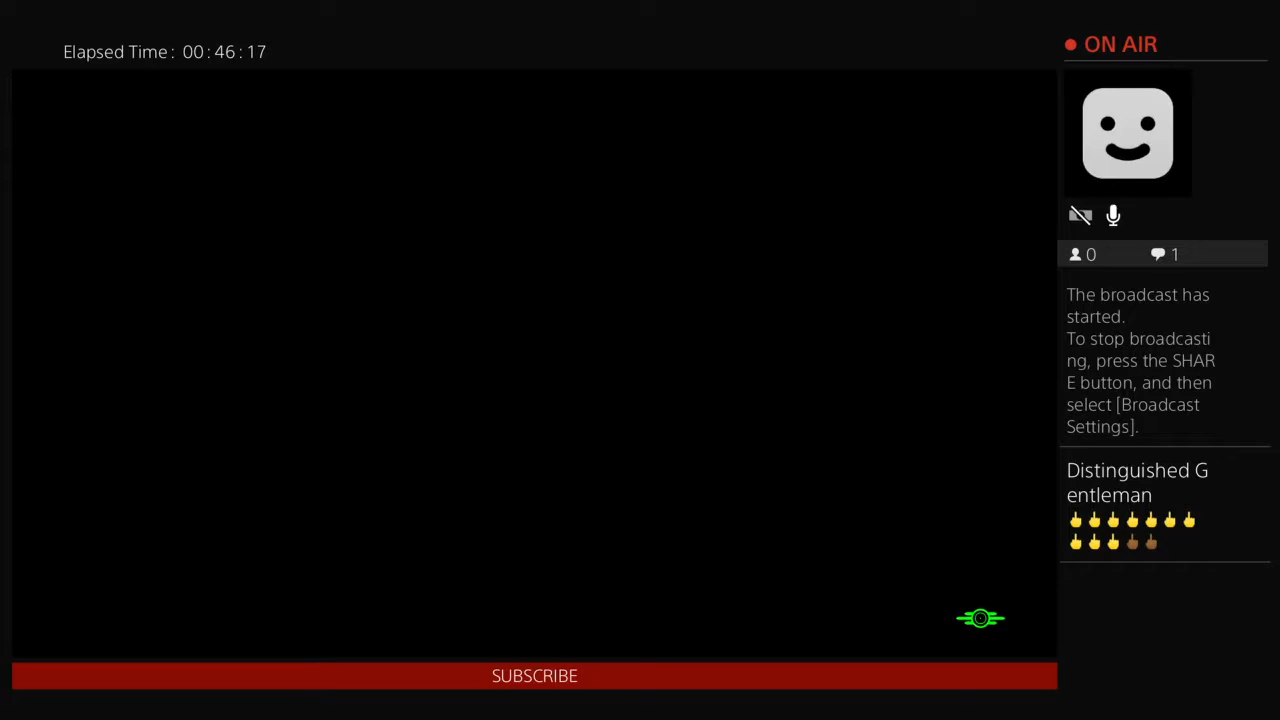 Elapsed Time: 00:46:17
ON AIR
0 1
The broadcast has
started.
To stop broadcasti
ng, press the SHAR
E button, and then
select [Broadcast
Settings].
Distinguished G
entleman
🖕🖕🖕🖕🖕🖕🖕
🖕🖕🖕🖕🏾🖕🏾
SUBSCRIBE